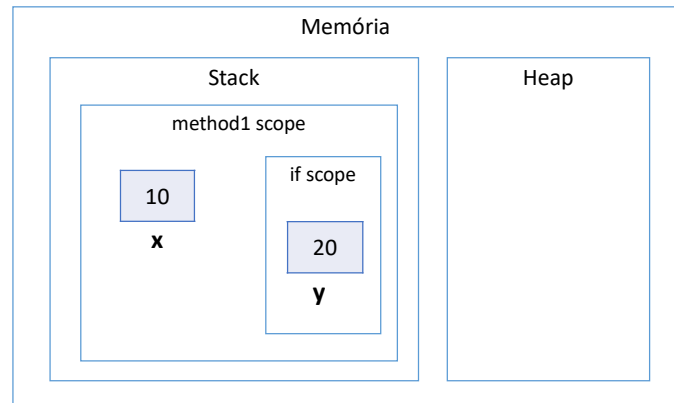 Memória
Stack
Heap
method1 scope
if scope
10
x
20
y